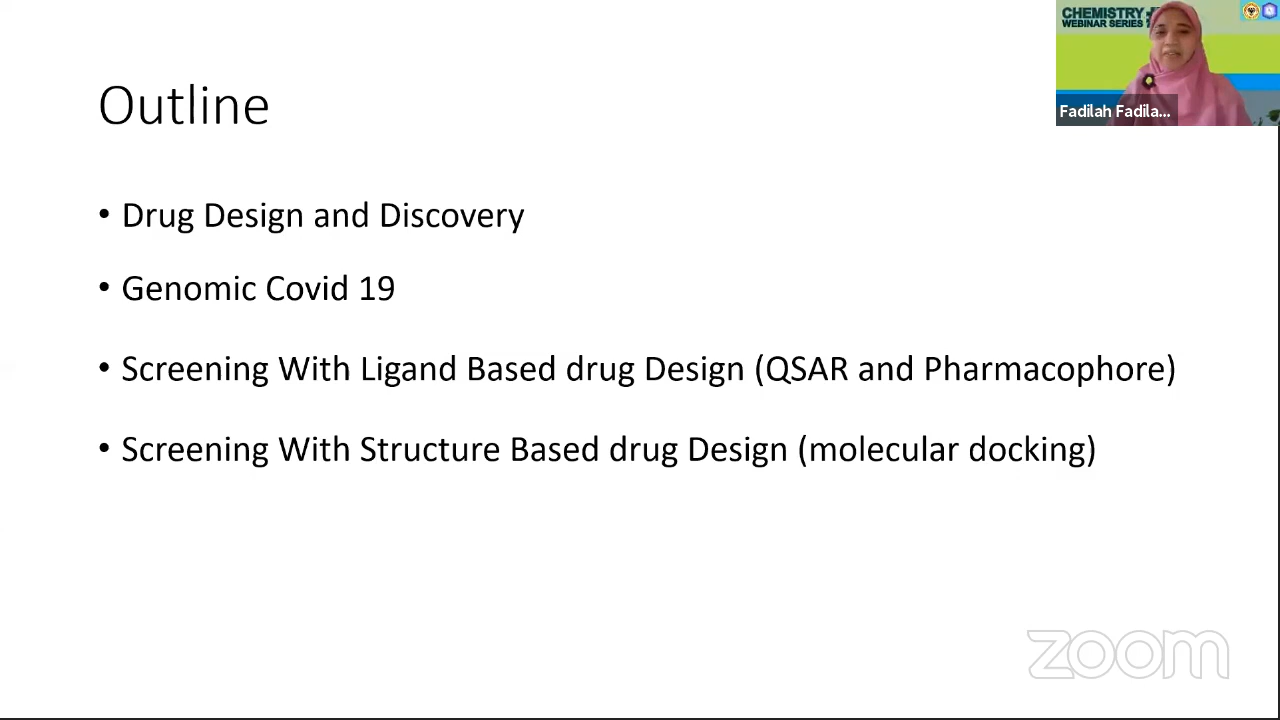 CHEMISTRY
WEBINAR SERIES
Fadilah Fadila...
Outline
• Drug Design and Discovery
• Genomic Covid 19
• Screening With Ligand Based drug Design (QSAR and Pharmacophore)
• Screening With Structure Based drug Design (molecular docking)
zoom